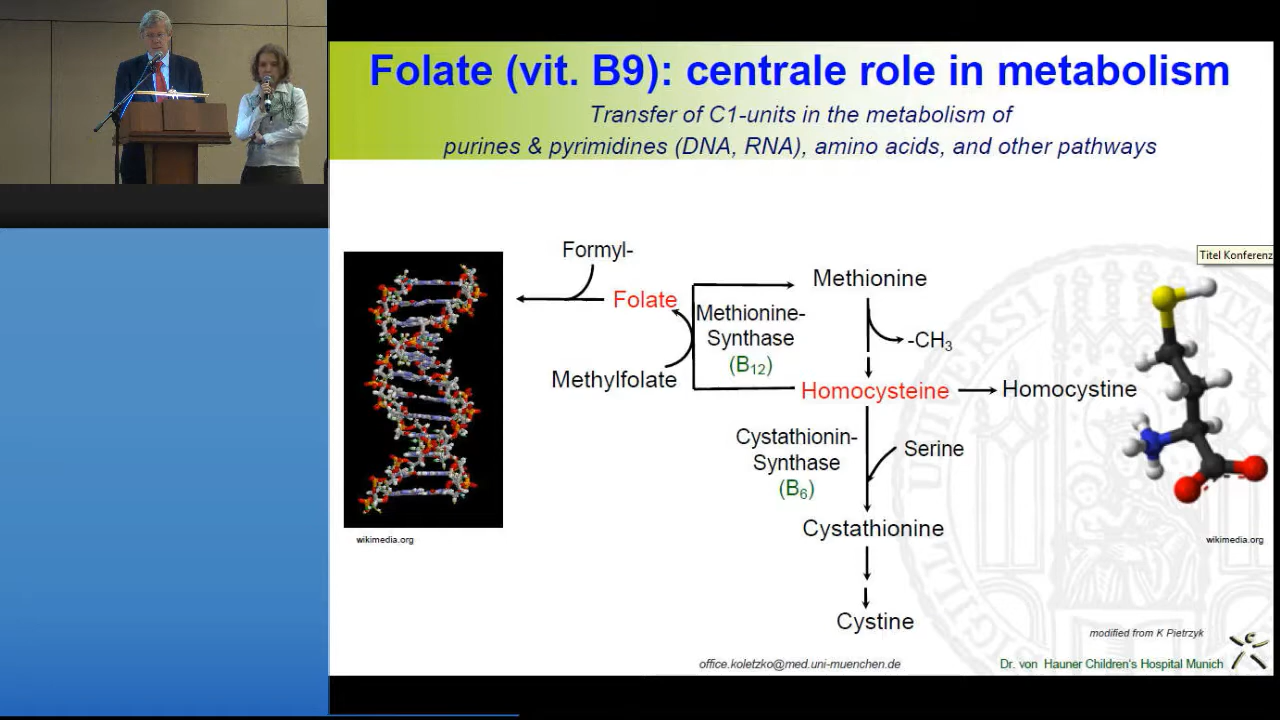 Folate (vit. B9): centrale role in metabolism
Transfer of C1-units in the metabolism of
purines & pyrimidines (DNA, RNA), amino acids, and other pathways
Titel Konferenz
Formyl-
Folate
Methylfolate
Methionine-
Synthase
(B12)
Methionine
-CH3
Homocysteine
Homocystine
Cystathionin-
Synthase
(B6)
Serine
Cystathionine
Cystine
wikimedia.org
wikimedia.org
modified from K Pietrzyk
office.koletzko@med.uni-muenchen.de
Dr. von Hauner Children's Hospital Munich